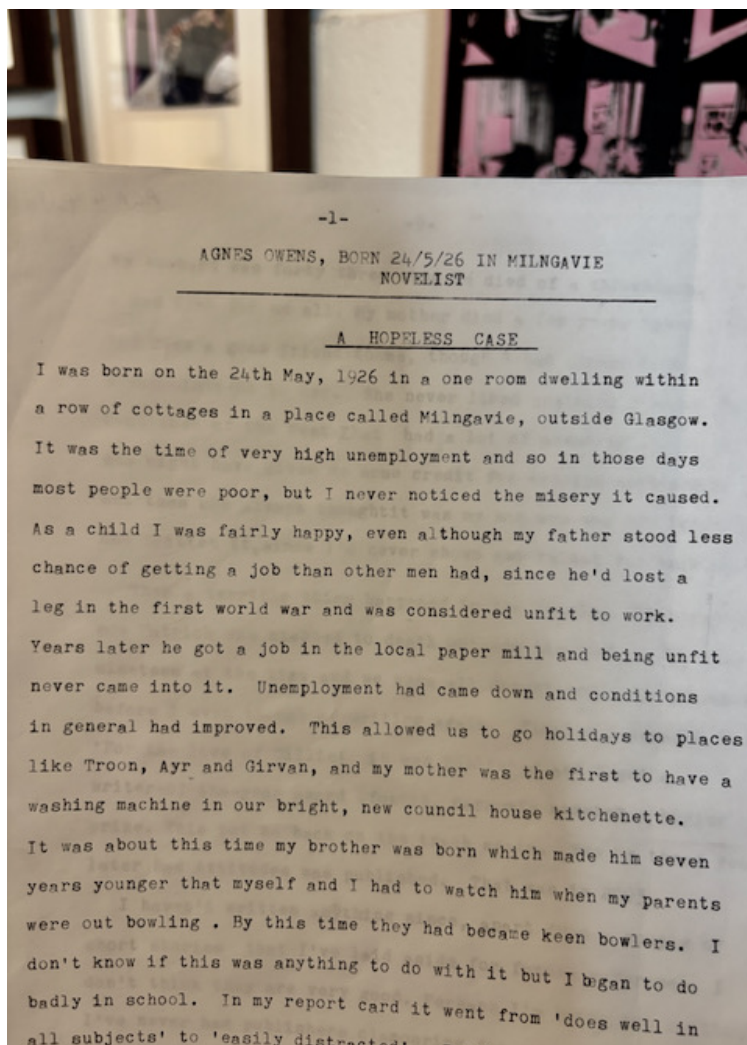 -1-
AGNES OWENS, BORN 24/5/26 IN MILNGAVIE
NOVELIST
A HOPELESS CASE
I was born on the 24th May, 1926 in a one room dwelling within
a row of cottages in a place called Milngavie, outside Glasgow.
It was the time of very high unemployment and so in those days
most people were poor, but I never noticed the misery it caused.
As a child I was fairly happy, even although my father stood less
chance of getting a job than other men had, since he'd lost a
leg in the first world war and was considered unfit to work.
Years later he got a job in the local paper mill and being unfit
never came into it. Unemployment had came down and conditions
in general had improved. This allowed us to go holidays to places
like Troon, Ayr and Girvan, and my mother was the first to have a
washing machine in our bright, new council house kitchenette.
It was about this time my brother was born which made him seven
years younger that myself and I had to watch him when my parents
were out bowling . By this time they had became keen bowlers. I
don't know if this was anything to do with it but I began to do
badly in school. In my report card it went from 'does well in
all subjects' to 'easily distracted'